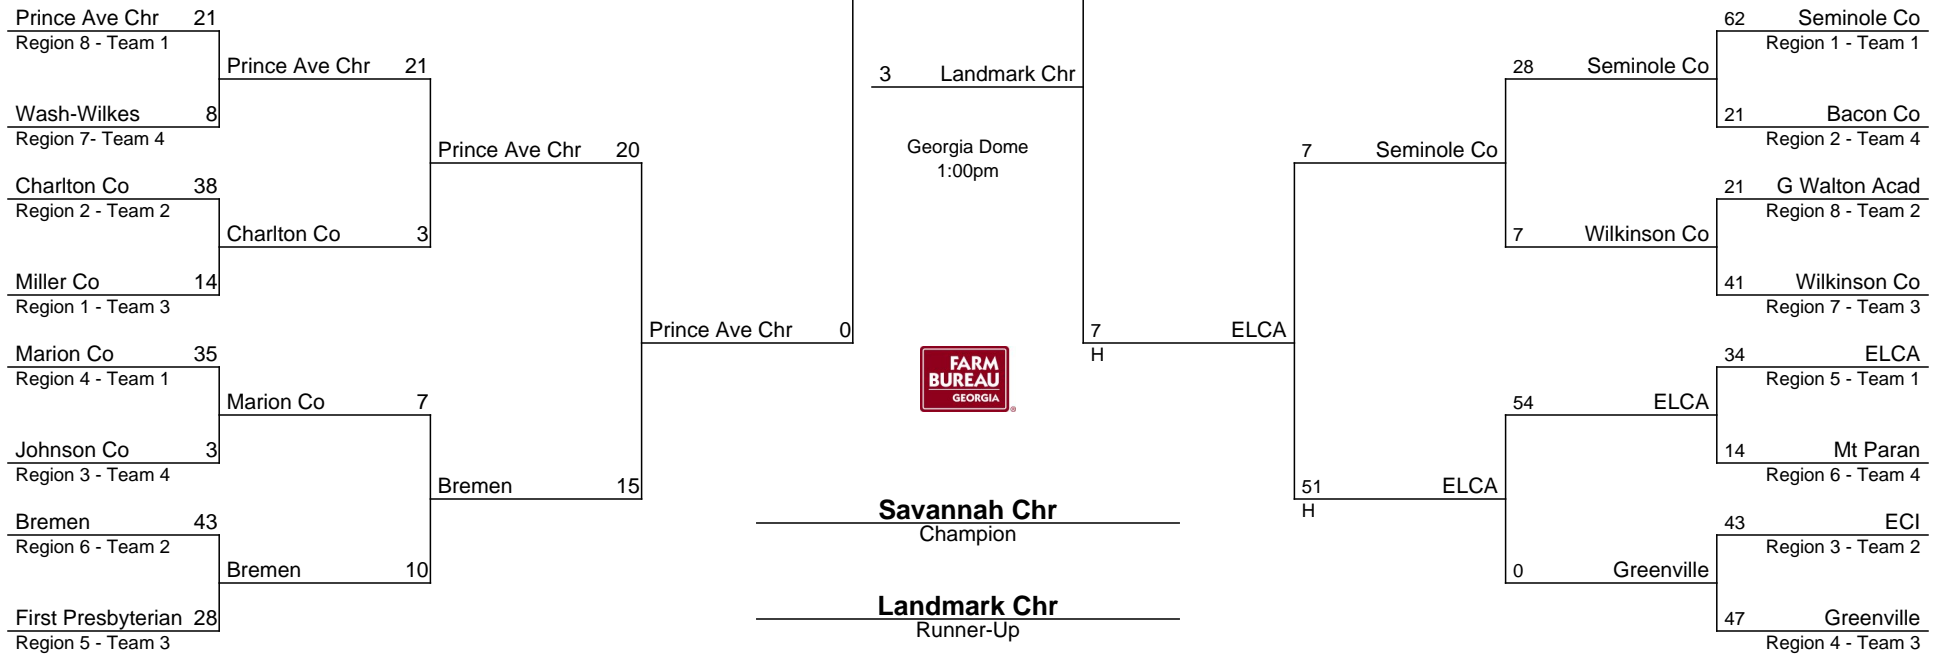 Prince Ave Chr 21
Region 8 - Team 1
Prince Ave Chr 21
Wash-Wilkes 8
Region 7- Team 4
Prince Ave Chr 20
Charlton Co 38
Region 2 - Team 2
Charlton Co 3
Miller Co 14
Region 1 - Team 3
Prince Ave Chr 0
Marion Co 35
Region 4 - Team 1
Marion Co 7
Johnson Co 3
Region 3 - Team 4
Bremen 15
Bremen 43
Region 6 - Team 2
Bremen 10
First Presbyterian 28
Region 5 - Team 3
3 Landmark Chr
Georgia Dome
1:00pm
FARM
BUREAU
GEORGIA
®
Savannah Chr
Champion
Landmark Chr
Runner-Up
62 Seminole Co
Region 1 - Team 1
28 Seminole Co
21 Bacon Co
Region 2 - Team 4
7 Seminole Co
21 G Walton Acad
Region 8 - Team 2
7 Wilkinson Co
41 Wilkinson Co
Region 7 - Team 3
7 ELCA
H
34 ELCA
Region 5 - Team 1
54 ELCA
14 Mt Paran
Region 6 - Team 4
51 ELCA
H
43 ECI
Region 3 - Team 2
0 Greenville
47 Greenville
Region 4 - Team 3